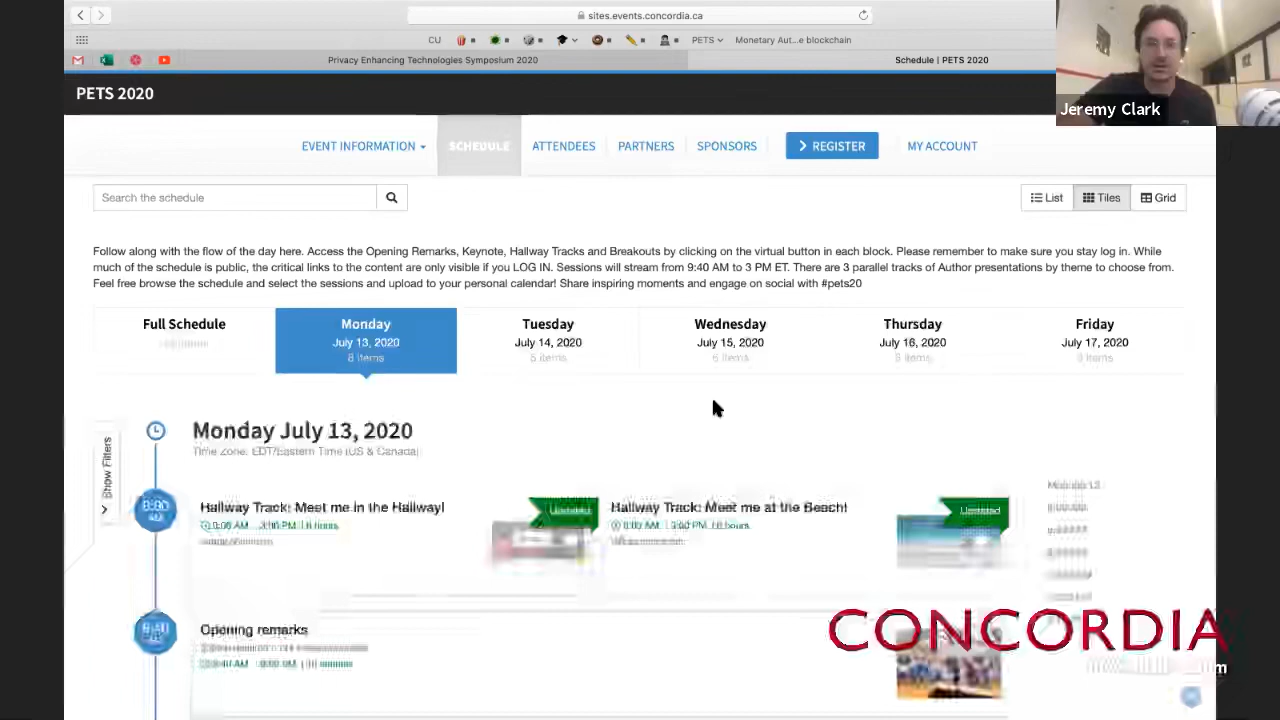 sites.events.concordia.ca
CU
PETS
Monetary Aut...e blockchain
Privacy Enhancing Technologies Symposium 2020
Schedule | PETS 2020
Jeremy Clark
PETS 2020
EVENT INFORMATION
SCHEDULE
ATTENDEES
PARTNERS
SPONSORS
REGISTER
MY ACCOUNT
Search the schedule
List
Tiles
Grid
Follow along with the flow of the day here. Access the Opening Remarks, Keynote, Hallway Tracks and Breakouts by clicking on the virtual button in each block. Please remember to make sure you stay log in. While
much of the schedule is public, the critical links to the content are only visible if you LOG IN. Sessions will stream from 9:40 AM to 3 PM ET. There are 3 parallel tracks of Author presentations by theme to choose from.
Feel free browse the schedule and select the sessions and upload to your personal calendar! Share inspiring moments and engage on social with #pets20
Full Schedule
Monday
July 13, 2020
8 items
Tuesday
July 14, 2020
Wednesday
July 15, 2020
Thursday
July 16, 2020
Friday
July 17, 2020
Show Filters
Monday July 13, 2020
Time Zone: EDT/Eastern Time (US & Canada)
Hallway Track: Meet me in the Hallway!
Hallway Track: Meet me at the Beach!
Opening remarks
CONCORDIA